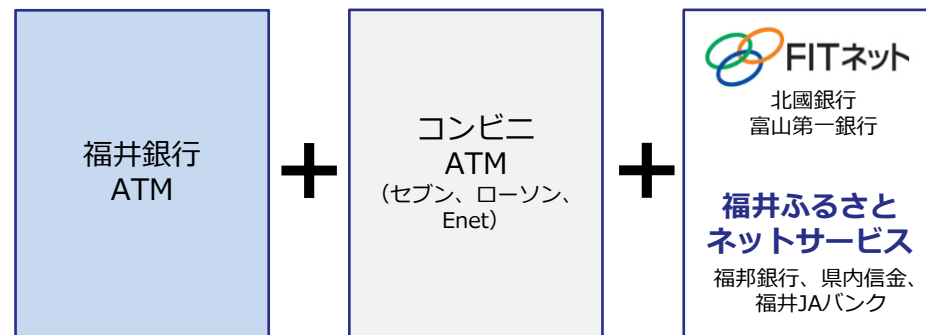 福井銀行
ATM
+
コンビニ
ATM
（セブン、ローソン、
Enet）
+
FITネット
北國銀行
富山第一銀行
福井ふるさと
ネットサービス
福邦銀行、県内信金、
福井JAバンク